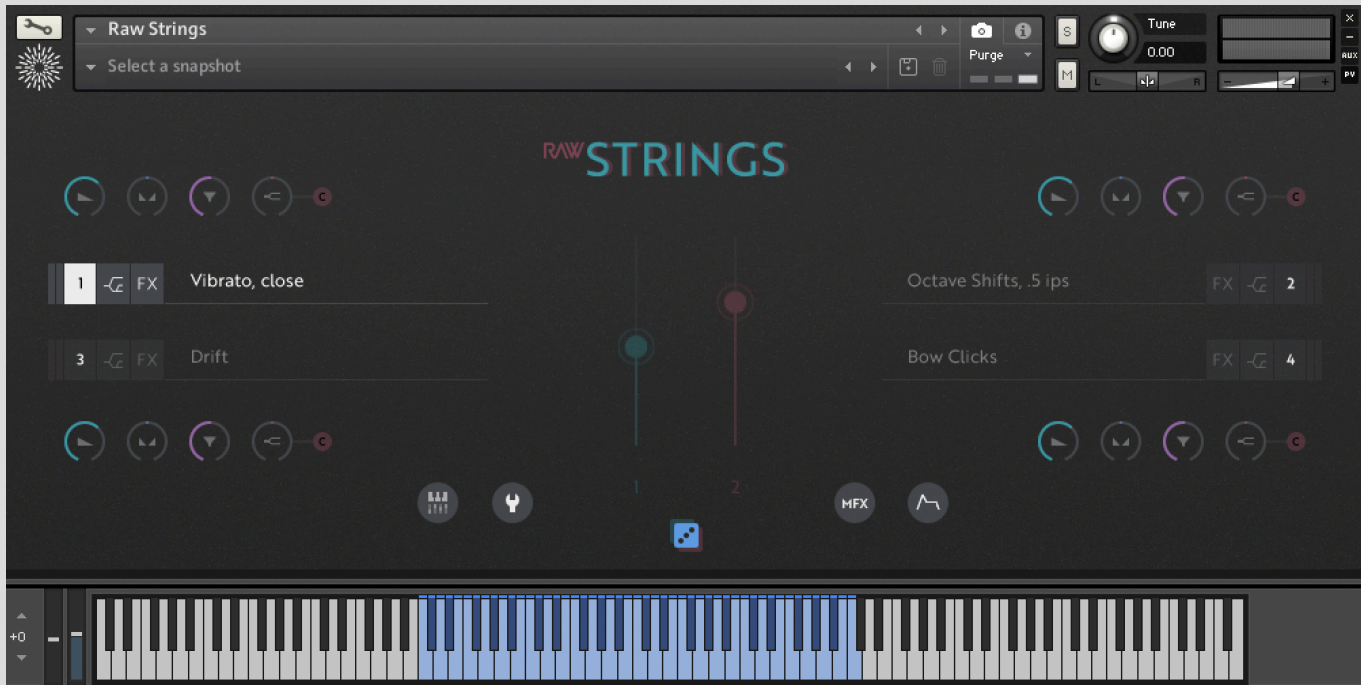 Raw Strings
Select a snapshot
Purge
S
M
Tune
0.00
L
R
AUX
PV
RAW STRINGS
C
C
1 FX Vibrato, close
Octave Shifts, .5 ips FX 2
3 FX Drift
Bow Clicks FX 4
C
C
1
2
MFX
+0